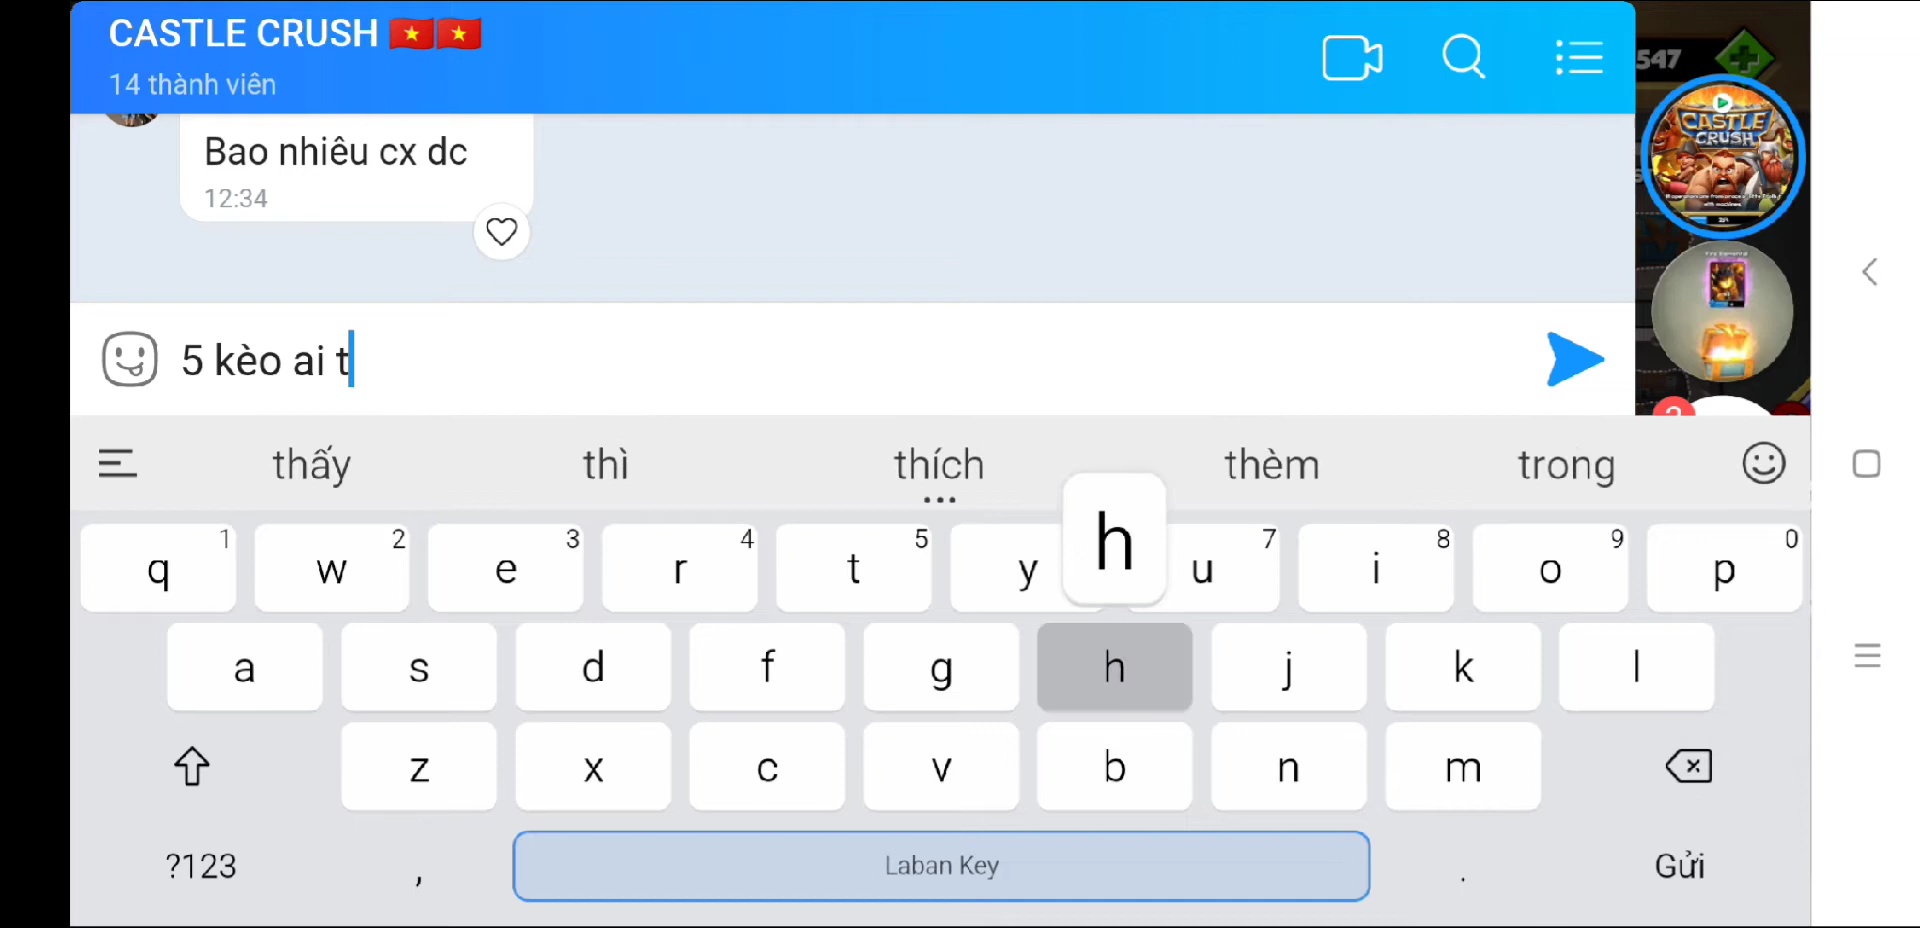 CASTLE CRUSH 🇻🇳🇻🇳
14 thành viên
547
CASTLE
CRUSH
Bao nhiêu cx dc
12:34
5 kèo ai t
thấy thì thích thèm trong
...
h
q 1 w 2 e 3 r 4 t 5 y u 7 i 8 o 9 p 0
a s d f g h j k l
z x c v b n m
?123 , Laban Key . Gửi